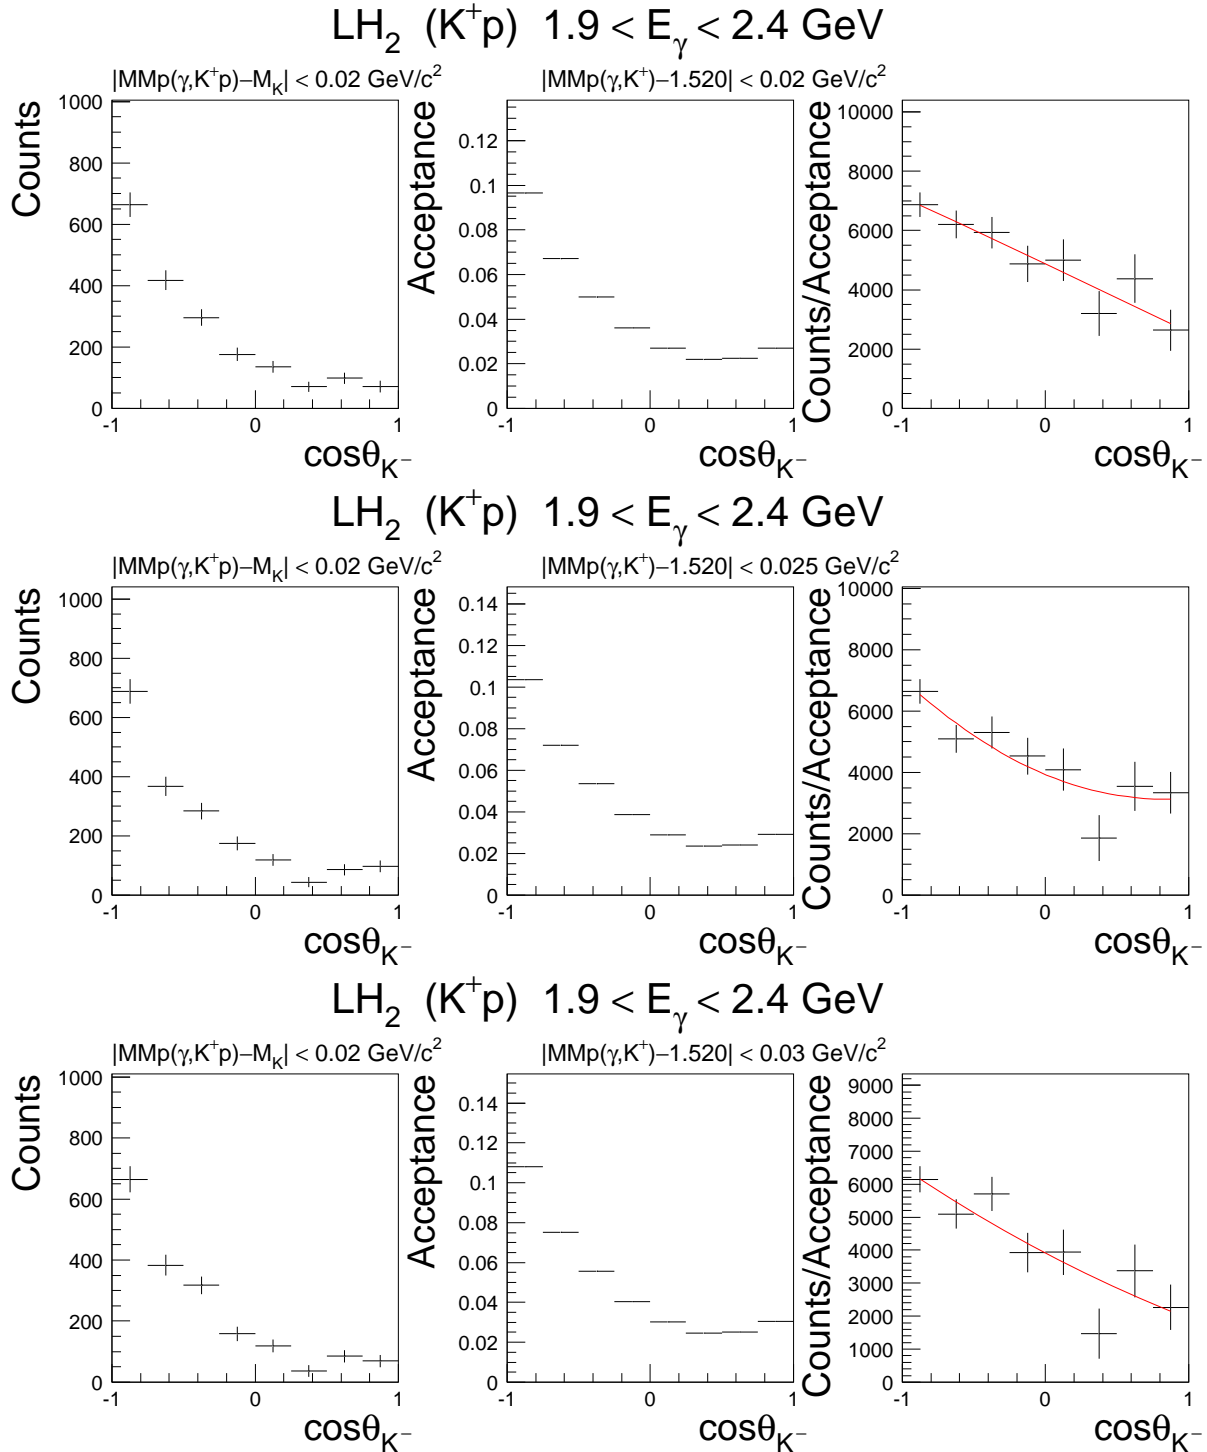 LH2 (K+p) 1.9 < Eγ < 2.4 GeV
|MMp(γ,K+p)−MK| < 0.02 GeV/c2 |MMp(γ,K+)−1.520| < 0.02 GeV/c2
Counts
1000
800
600
400
200
0
-1 0 1
cosθK−
Acceptance
0.12
0.1
0.08
0.06
0.04
0.02
0
-1 0 1
cosθK−
Counts/Acceptance
10000
8000
6000
4000
2000
0
-1 0 1
cosθK−
LH2 (K+p) 1.9 < Eγ < 2.4 GeV
|MMp(γ,K+p)−MK| < 0.02 GeV/c2 |MMp(γ,K+)−1.520| < 0.025 GeV/c2
Counts
1000
800
600
400
200
0
-1 0 1
cosθK−
Acceptance
0.14
0.12
0.1
0.08
0.06
0.04
0.02
0
-1 0 1
cosθK−
Counts/Acceptance
10000
8000
6000
4000
2000
0
-1 0 1
cosθK−
LH2 (K+p) 1.9 < Eγ < 2.4 GeV
|MMp(γ,K+p)−MK| < 0.02 GeV/c2 |MMp(γ,K+)−1.520| < 0.03 GeV/c2
Counts
1000
800
600
400
200
0
-1 0 1
cosθK−
Acceptance
0.14
0.12
0.1
0.08
0.06
0.04
0.02
0
-1 0 1
cosθK−
Counts/Acceptance
9000
8000
7000
6000
5000
4000
3000
2000
1000
0
-1 0 1
cosθK−